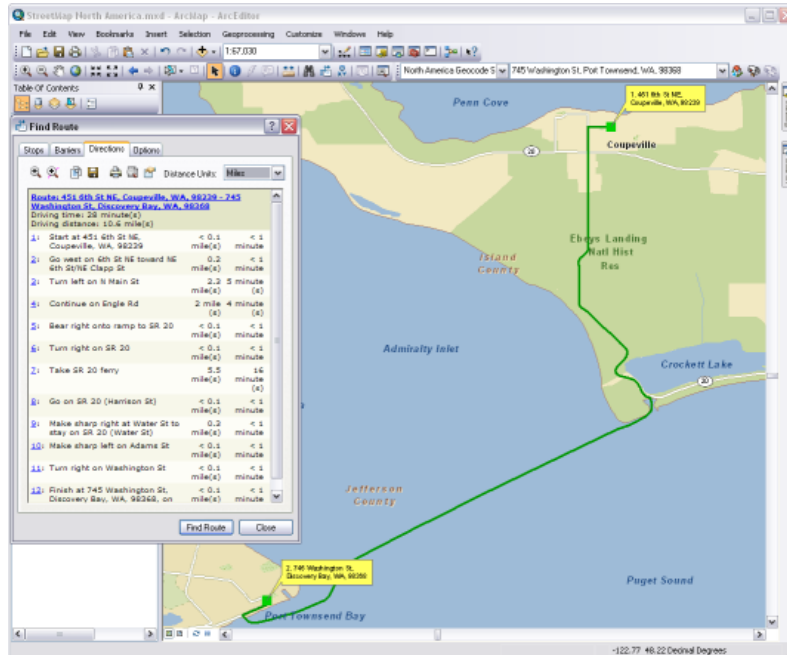 StreetMap North America.mxd - ArcMap - ArcEditor
File Edit View Bookmarks Insert Selection Geoprocessing Customize Windows Help
1:67,030
North America Geocode S
745 Washington St, Port Townsend, WA, 98368
Table Of Contents
Find Route
Stops Barriers Directions Options
Distance Units: Miles
Route: 451 6th St NE, Coupeville, WA, 98239 - 745
Washington St, Discovery Bay, WA, 98368
Driving time: 28 minute(s)
Driving distance: 10.6 mile(s)
1: Start at 451 6th St NE, < 0.1 < 1
Coupeville, WA, 98239 mile(s) minute
2: Go west on 6th St NE toward NE 0.2 < 1
6th St/NE Clapp St mile(s) minute
3: Turn left on N Main St 2.3 5 minute
mile(s) (s)
4: Continue on Engle Rd 2 mile 4 minute
(s) (s)
5: Bear right onto ramp to SR 20 < 0.1 < 1
mile(s) minute
6: Turn right on SR 20 < 0.1 < 1
mile(s) minute
7: Take SR 20 ferry 5.5 16
mile(s) minute
(s)
8: Go on SR 20 (Harrison St) < 0.1 < 1
mile(s) minute
9: Make sharp right at Water St to 0.3 < 1
stay on SR 20 (Water St) mile(s) minute
10: Make sharp left on Adams St < 0.1 < 1
mile(s) minute
11: Turn right on Washington St < 0.1 < 1
mile(s) minute
12: Finish at 745 Washington St, < 0.1 < 1
Discovery Bay, WA, 98368, on mile(s) minute
Find Route Close
1. 451 6th St NE,
Coupeville, WA, 98239
Penn Cove
20
Coupeville
Ebeys Landing
Natl Hist
Res
Island
County
Admiralty Inlet
Crockett Lake
20
Jefferson
County
2. 745 Washington St,
Discovery Bay, WA, 98368
Puget Sound
Port Townsend Bay
-122.77 48.22 Decimal Degrees